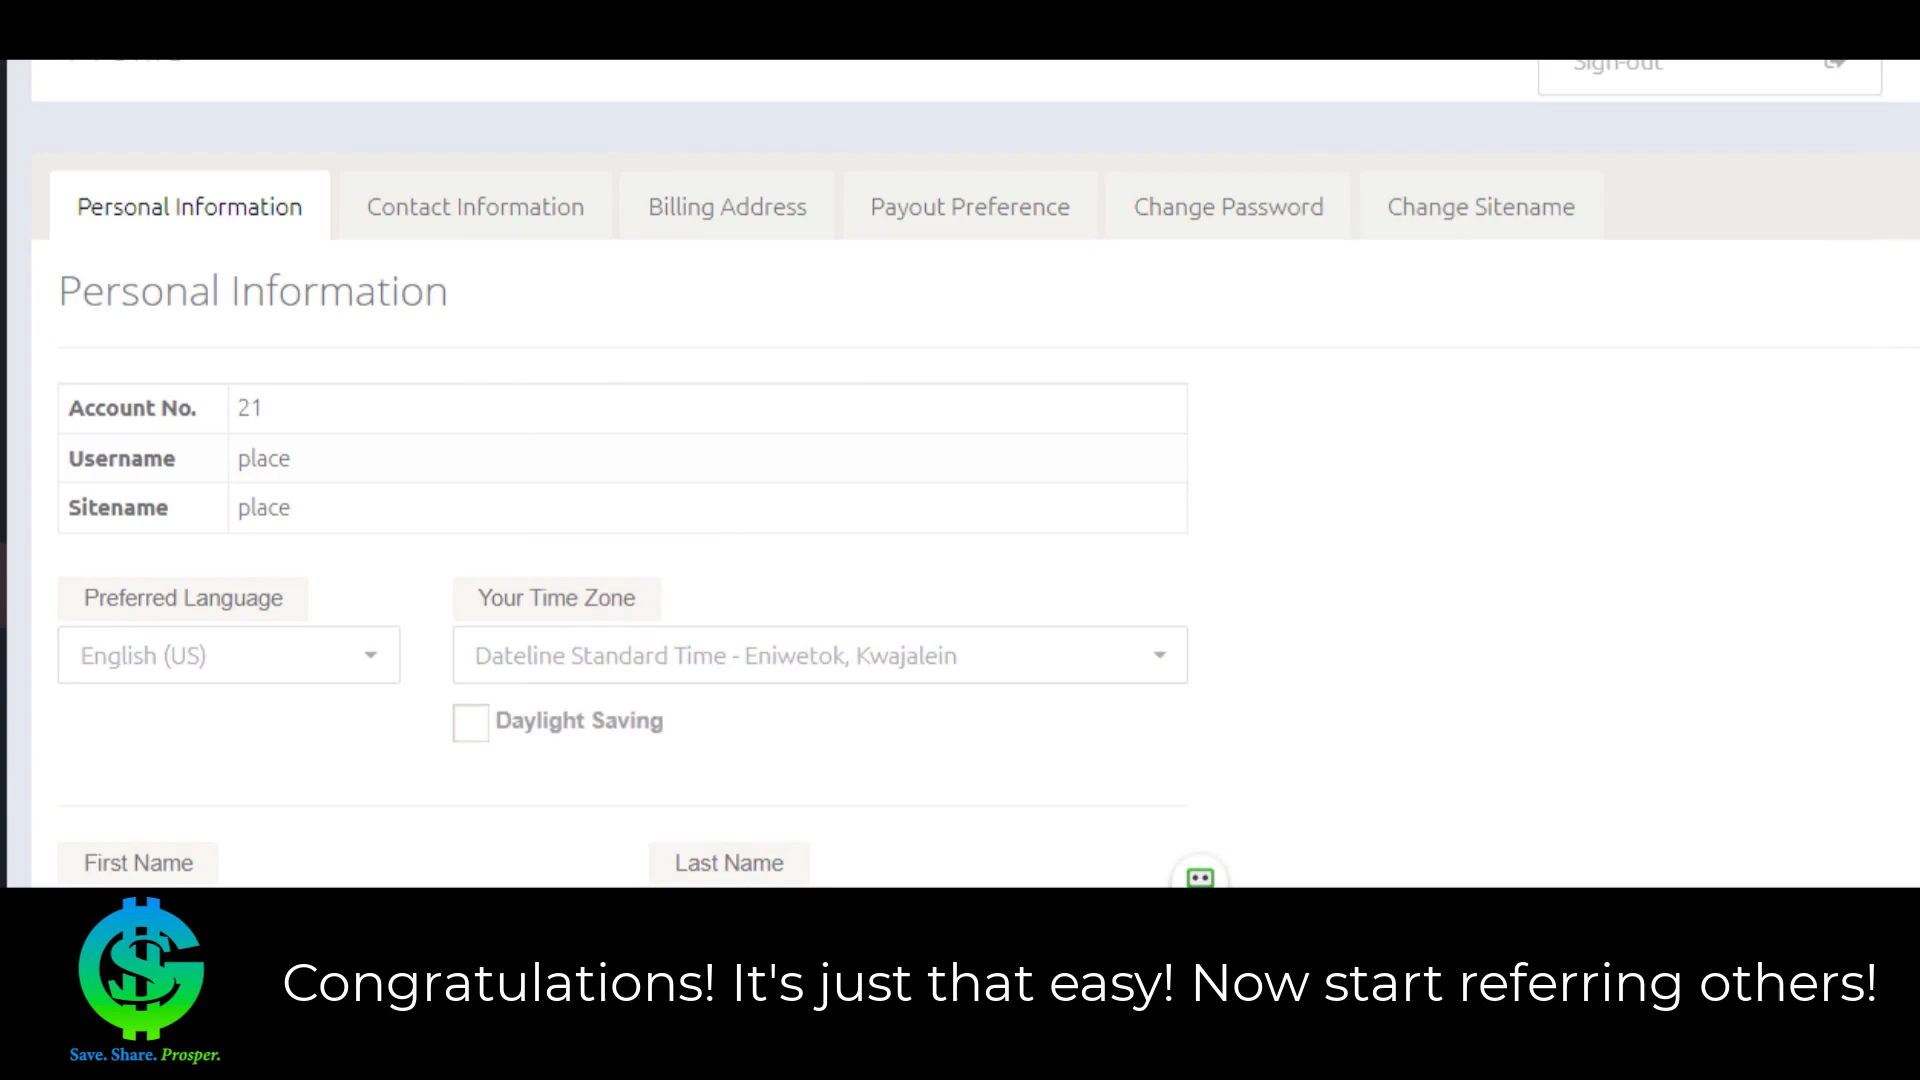 Sign-out
Personal Information
Contact Information
Billing Address
Payout Preference
Change Password
Change Sitename
Personal Information
Account No. 21
Username place
Sitename place
Preferred Language
Your Time Zone
English (US)
Dateline Standard Time - Eniwetok, Kwajalein
Daylight Saving
First Name
Last Name
Save. Share. Prosper.
Congratulations! It's just that easy! Now start referring others!